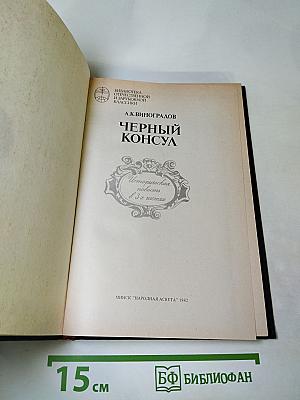 БИБЛИОТЕКА
ОТЕЧЕСТВЕННОЙ
И ЗАРУБЕЖНОЙ
КЛАССИКИ
А.К.ВИНОГРАДОВ
ЧЕРНЫЙ
КОНСУЛ
Историческая
повесть
в 3-х частях
МИНСК "НАРОДНАЯ АСВЕТА" 1982
15 см
БФ БИБЛИОФАН